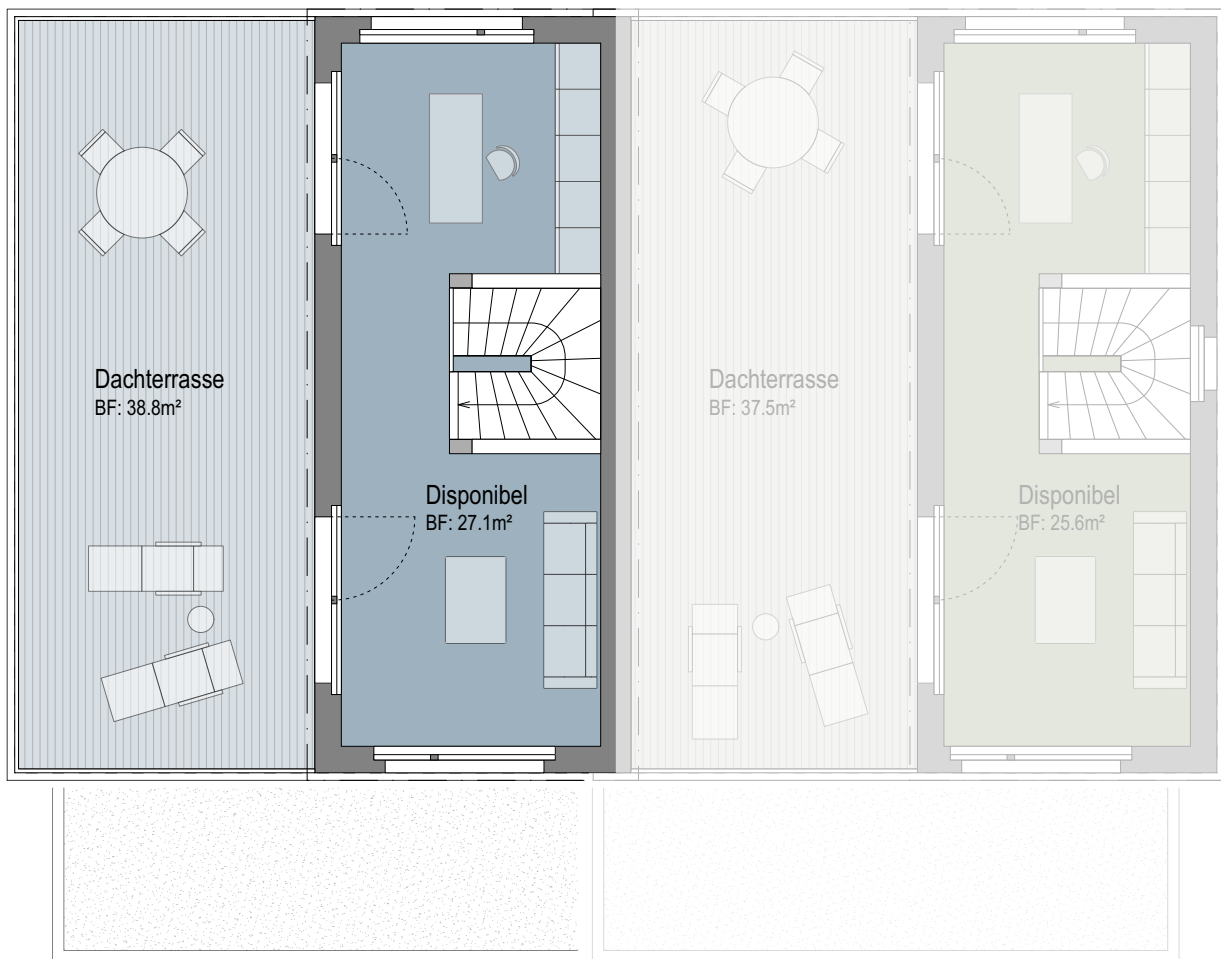 Dachterrasse
BF: 38.8m²
Disponibel
BF: 27.1m²
Dachterrasse
BF: 37.5m²
Disponibel
BF: 25.6m²